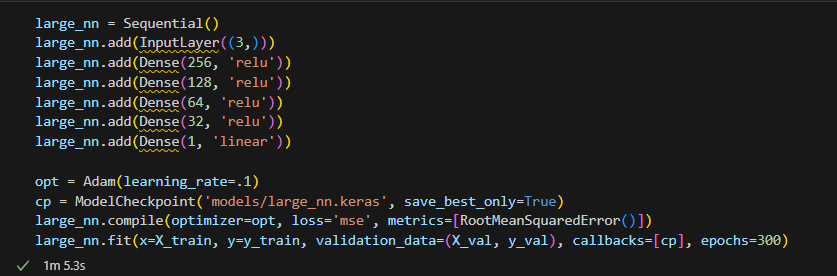 large_nn = Sequential()
large_nn.add(InputLayer((3,)))
large_nn.add(Dense(256, 'relu'))
large_nn.add(Dense(128, 'relu'))
large_nn.add(Dense(64, 'relu'))
large_nn.add(Dense(32, 'relu'))
large_nn.add(Dense(1, 'linear'))
opt = Adam(learning_rate=.1)
cp = ModelCheckpoint('models/large_nn.keras', save_best_only=True)
large_nn.compile(optimizer=opt, loss='mse', metrics=[RootMeanSquaredError()])
large_nn.fit(x=X_train, y=y_train, validation_data=(X_val, y_val), callbacks=[cp], epochs=300)
✓ 1m 5.3s